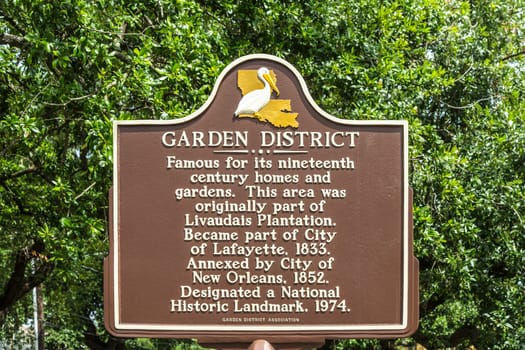 GARDEN DISTRICT
Famous for its nineteenth
century homes and
gardens. This area was
originally part of
Livaudais Plantation.
Became part of City
of Lafayette, 1833.
Annexed by City of
New Orleans, 1852.
Designated a National
Historic Landmark, 1974.
GARDEN DISTRICT ASSOCIATION